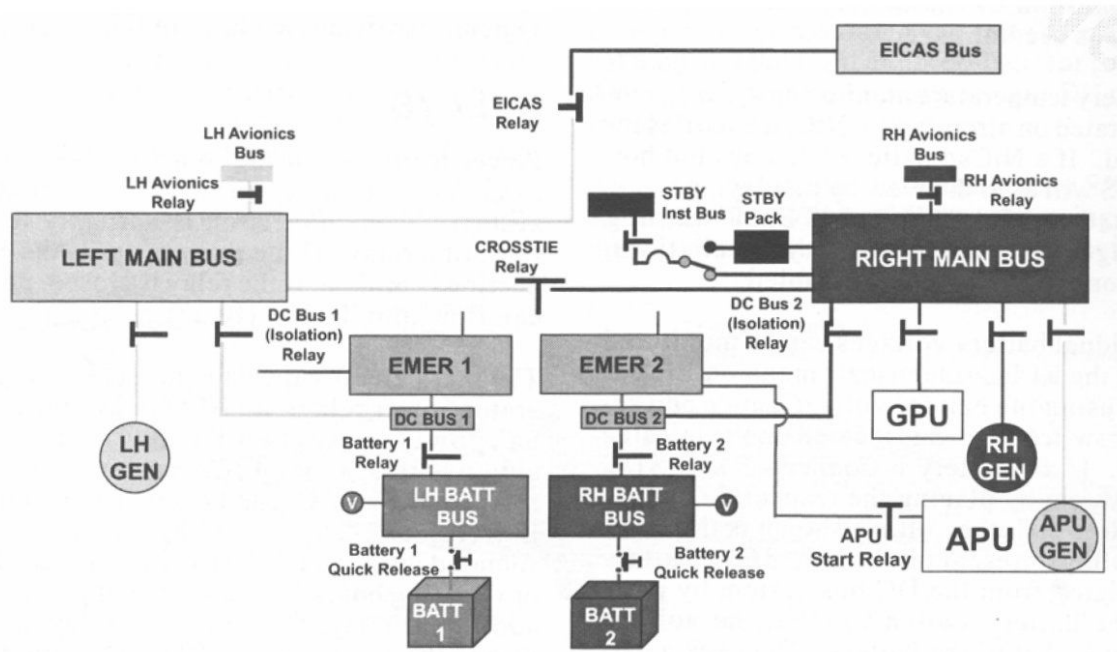 EICAS Bus
EICAS
Relay
LH Avionics
Bus
LH Avionics
Relay
RH Avionics
Bus
RH Avionics
Relay
STBY
Inst Bus
STBY
Pack
LEFT MAIN BUS
CROSSTIE
Relay
RIGHT MAIN BUS
DC Bus 1
(Isolation)
Relay
DC Bus 2
(Isolation)
Relay
EMER 1
EMER 2
DC BUS 1
DC BUS 2
GPU
LH
GEN
RH
GEN
Battery 1
Relay
Battery 2
Relay
V
LH BATT
BUS
RH BATT
BUS
V
APU
Start Relay
APU
APU
GEN
Battery 1
Quick Release
Battery 2
Quick Release
BATT
1
BATT
2